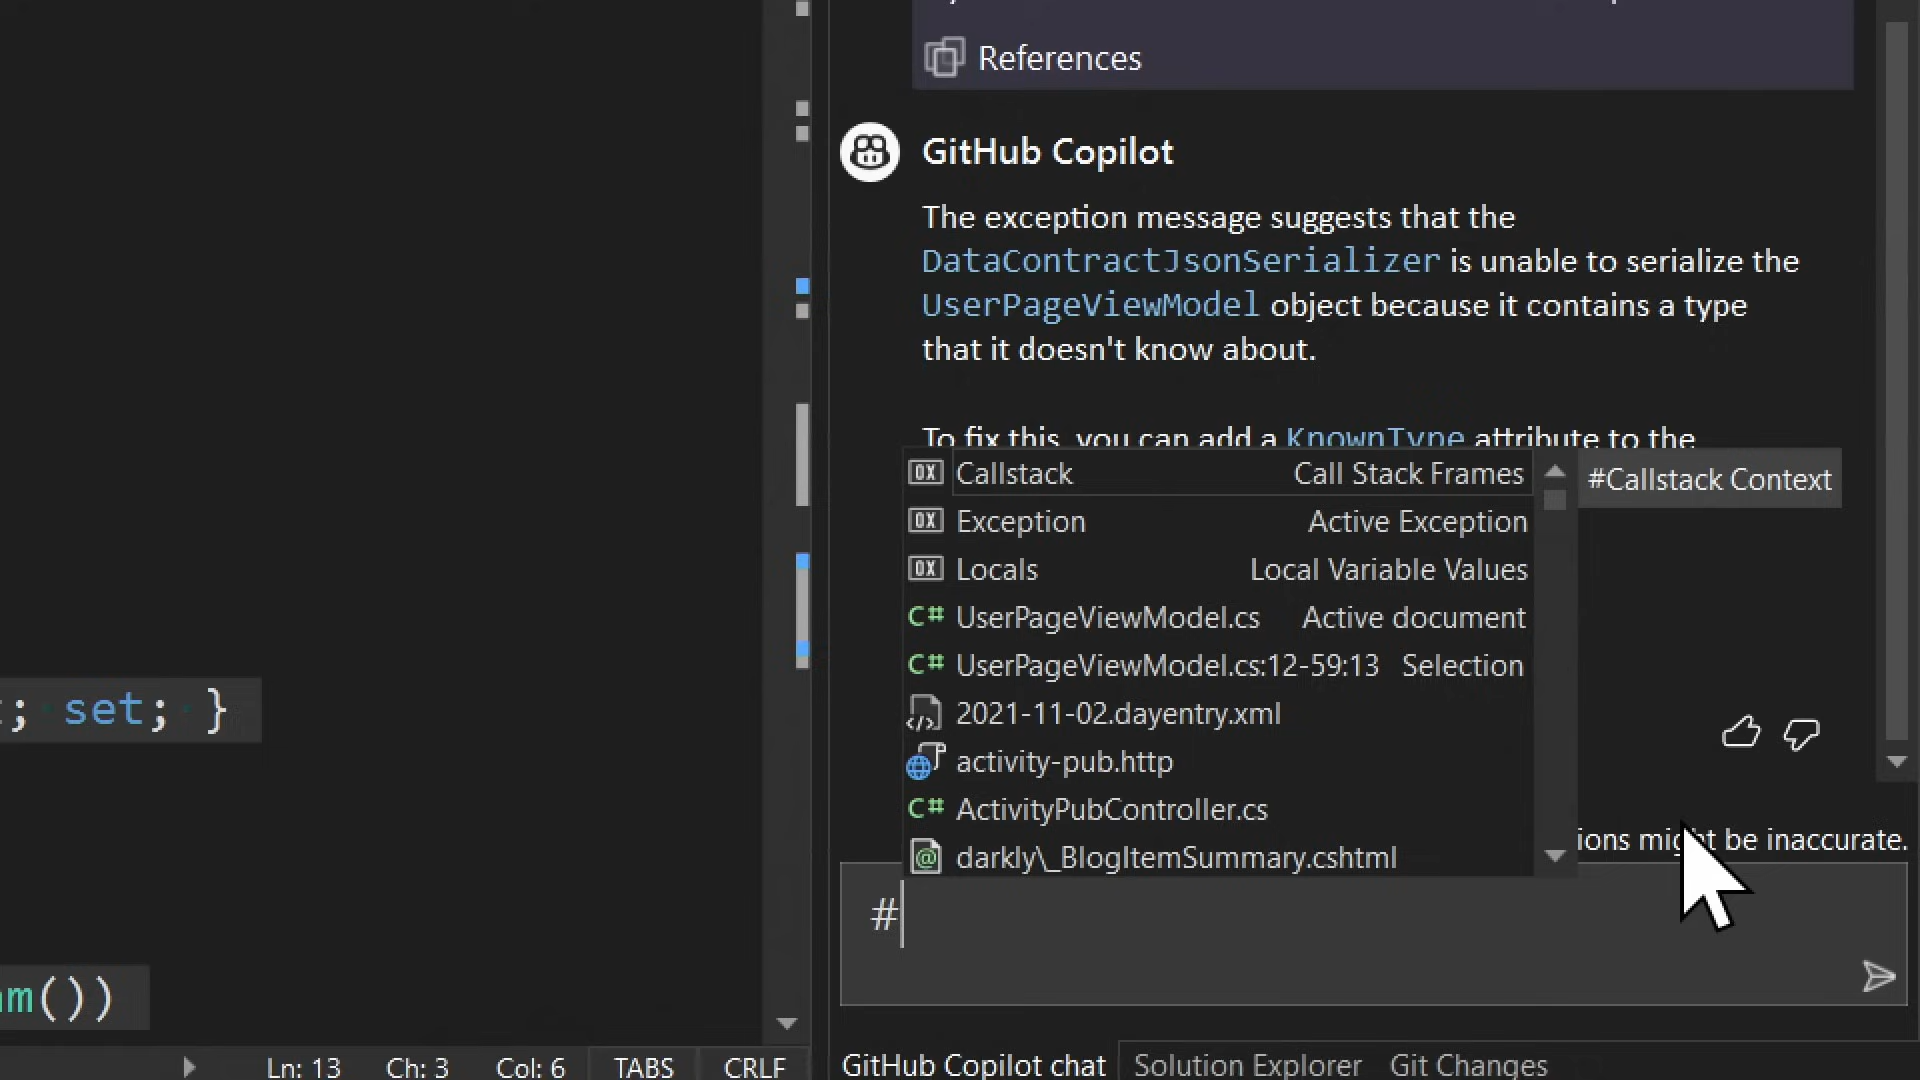 References
GitHub Copilot
The exception message suggests that the
DataContractJsonSerializer is unable to serialize the
UserPageViewModel object because it contains a type
that it doesn't know about.
To fix this, you can add a KnownType attribute to the
Callstack Call Stack Frames
#Callstack Context
Exception Active Exception
Locals Local Variable Values
UserPageViewModel.cs Active document
UserPageViewModel.cs:12-59:13 Selection
2021-11-02.dayentry.xml
activity-pub.http
ActivityPubController.cs
darkly\_BlogItemSummary.cshtml
might be inaccurate.
#
; set; }
())
Ln: 13 Ch: 3 Col: 6 TABS CRLF
GitHub Copilot chat Solution Explorer Git Changes